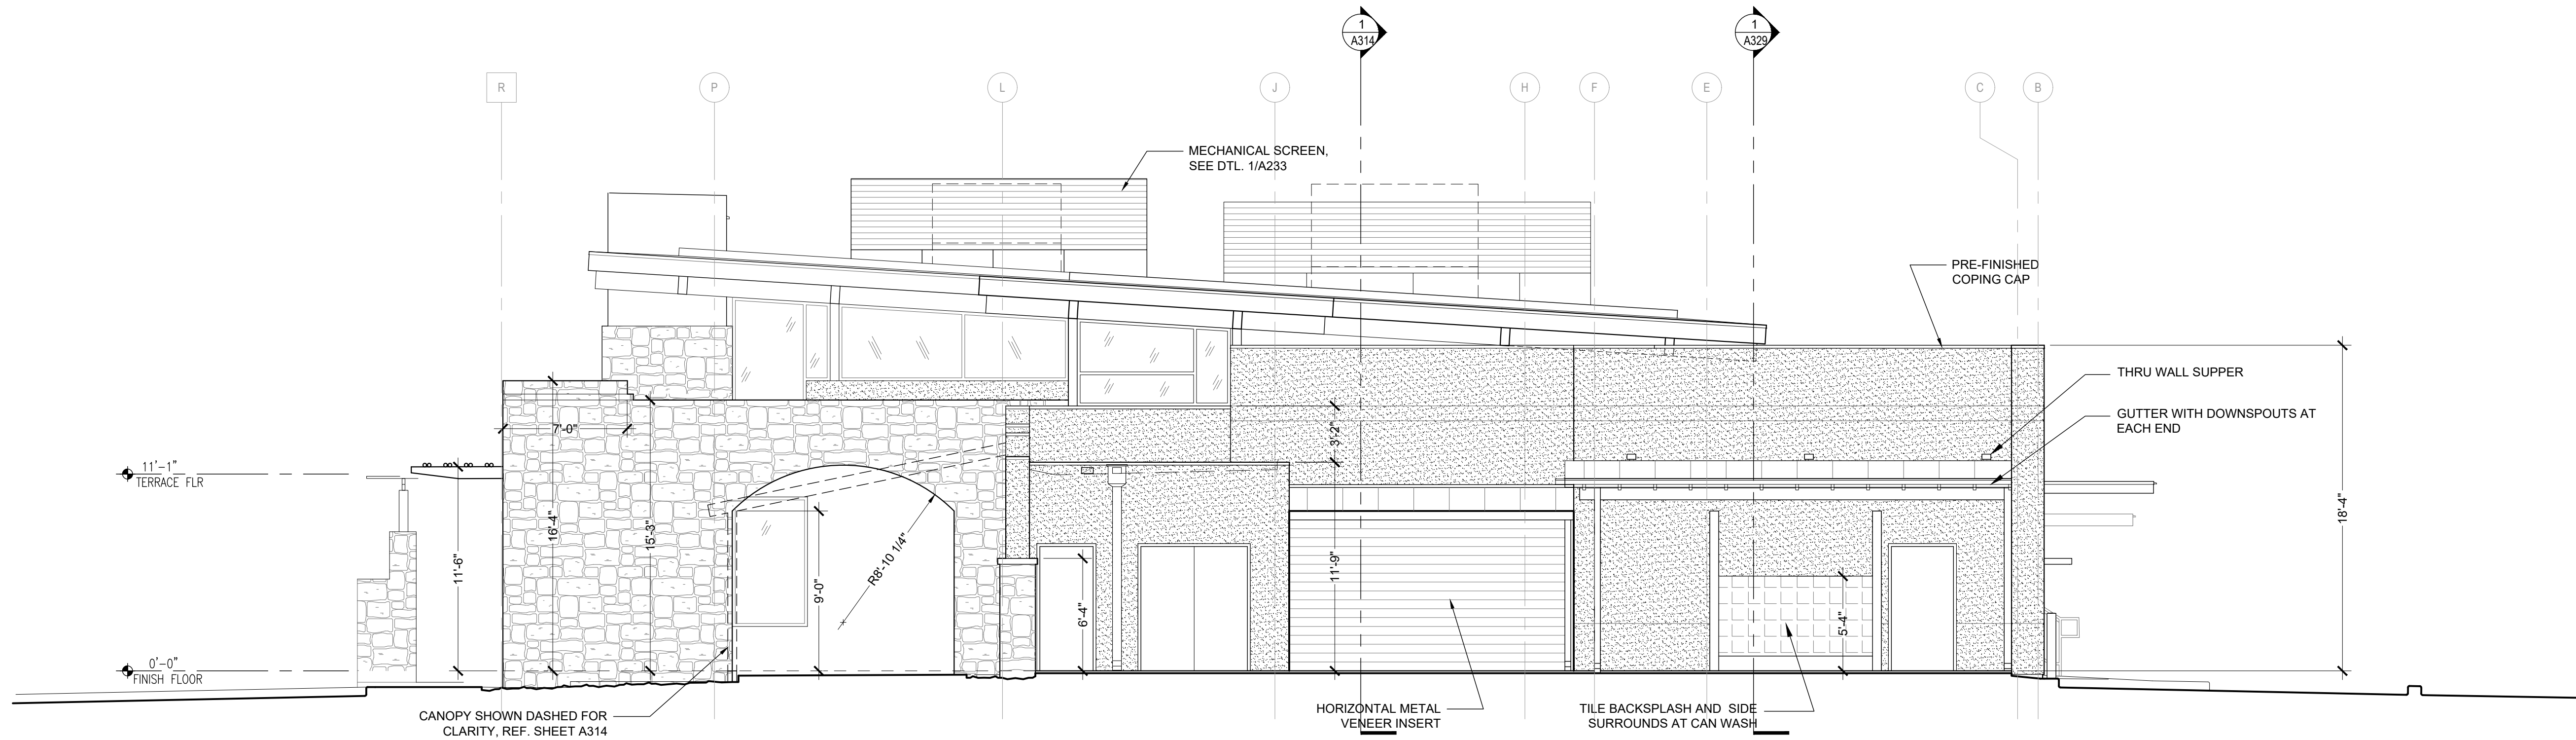 1
A314
1
A329
R
P
L
J
H
F
E
C
B
MECHANICAL SCREEN,
SEE DTL. 1/A233
PRE-FINISHED
COPING CAP
THRU WALL SUPPER
GUTTER WITH DOWNSPOUTS AT
EACH END
7'-0"
3'-2"
11'-1"
TERRACE FLR
16'-4"
15'-3"
11'-6"
9'-0"
R8'-10 1/4"
6'-4"
11'-9"
5'-4"
18'-4"
0'-0"
FINISH FLOOR
CANOPY SHOWN DASHED FOR
CLARITY, REF. SHEET A314
HORIZONTAL METAL
VENEER INSERT
TILE BACKSPLASH AND SIDE
SURROUNDS AT CAN WASH